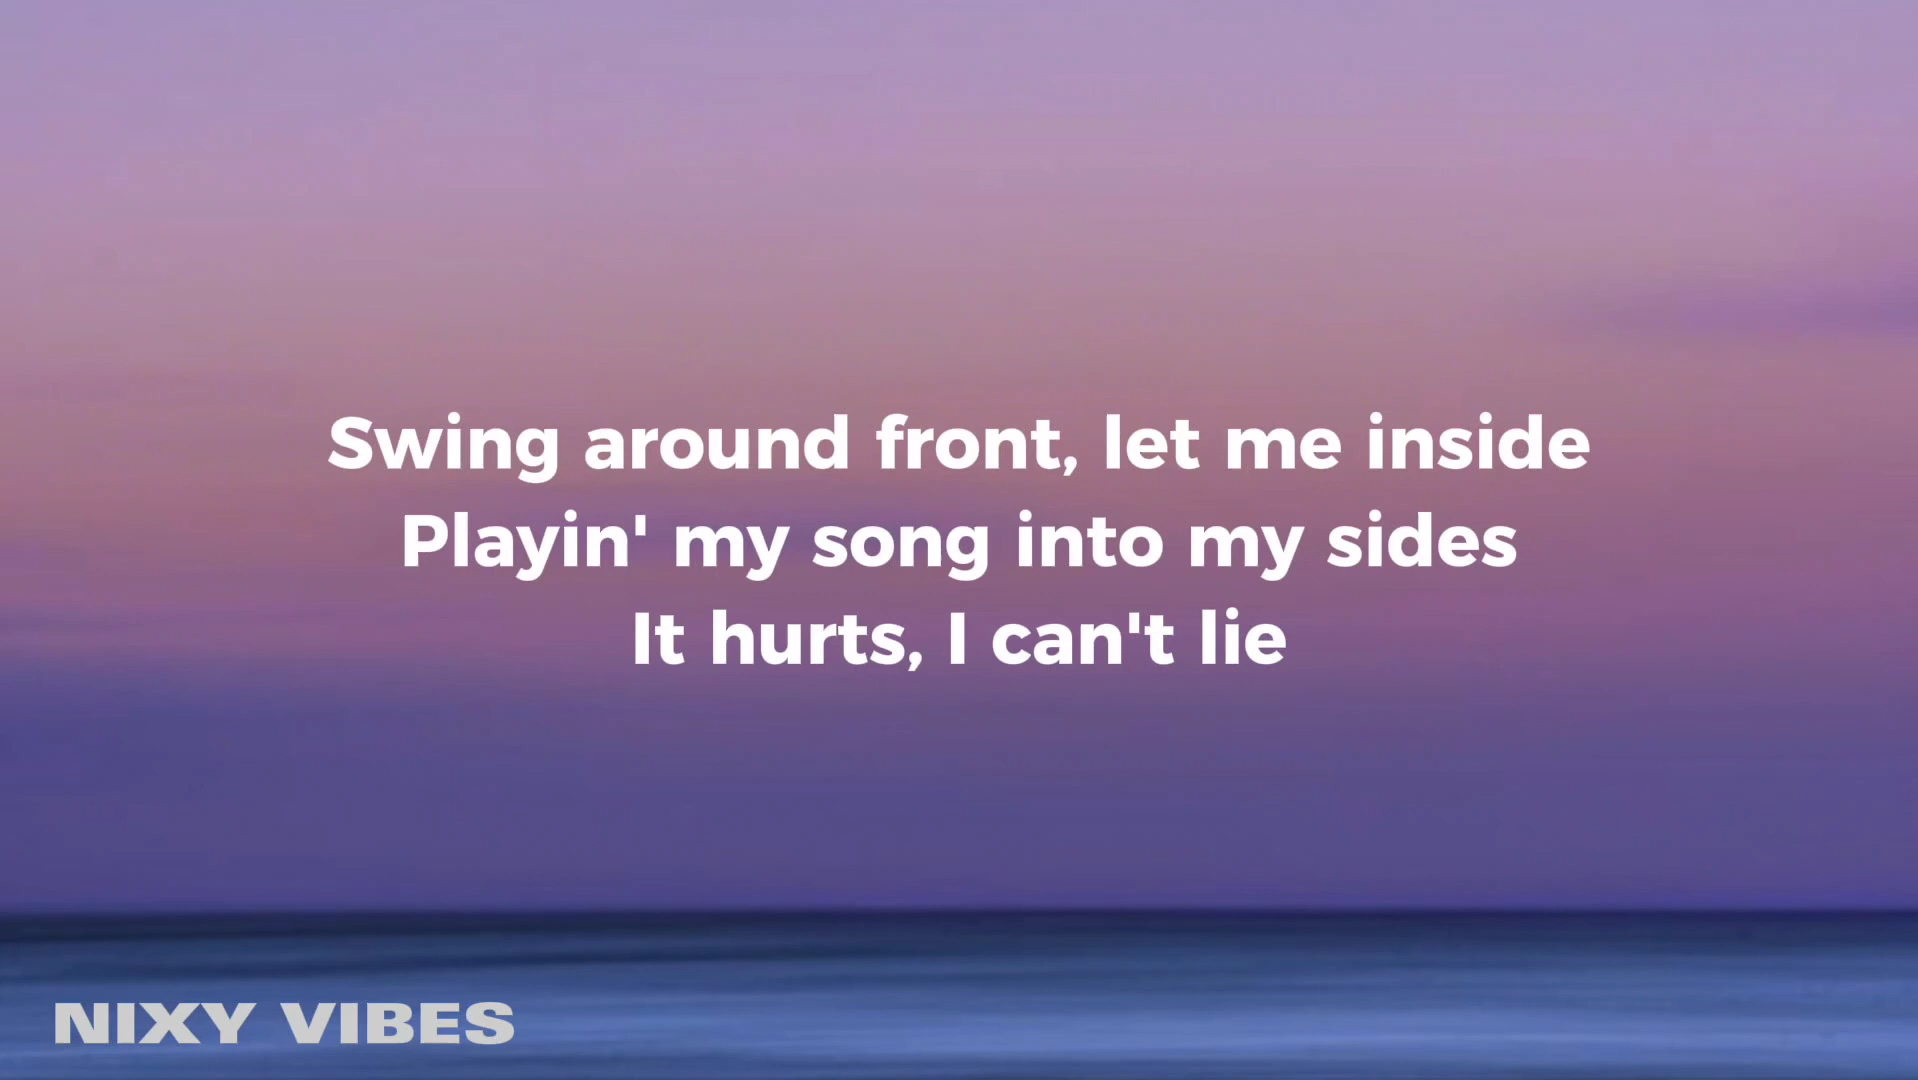 Swing around front, let me inside
Playin' my song into my sides
It hurts, I can't lie
NIXY VIBES